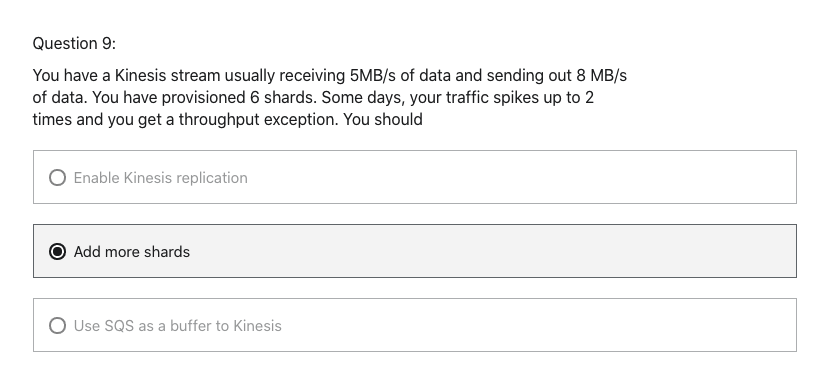 Question 9:
You have a Kinesis stream usually receiving 5MB/s of data and sending out 8 MB/s
of data. You have provisioned 6 shards. Some days, your traffic spikes up to 2
times and you get a throughput exception. You should
Enable Kinesis replication
Add more shards
Use SQS as a buffer to Kinesis